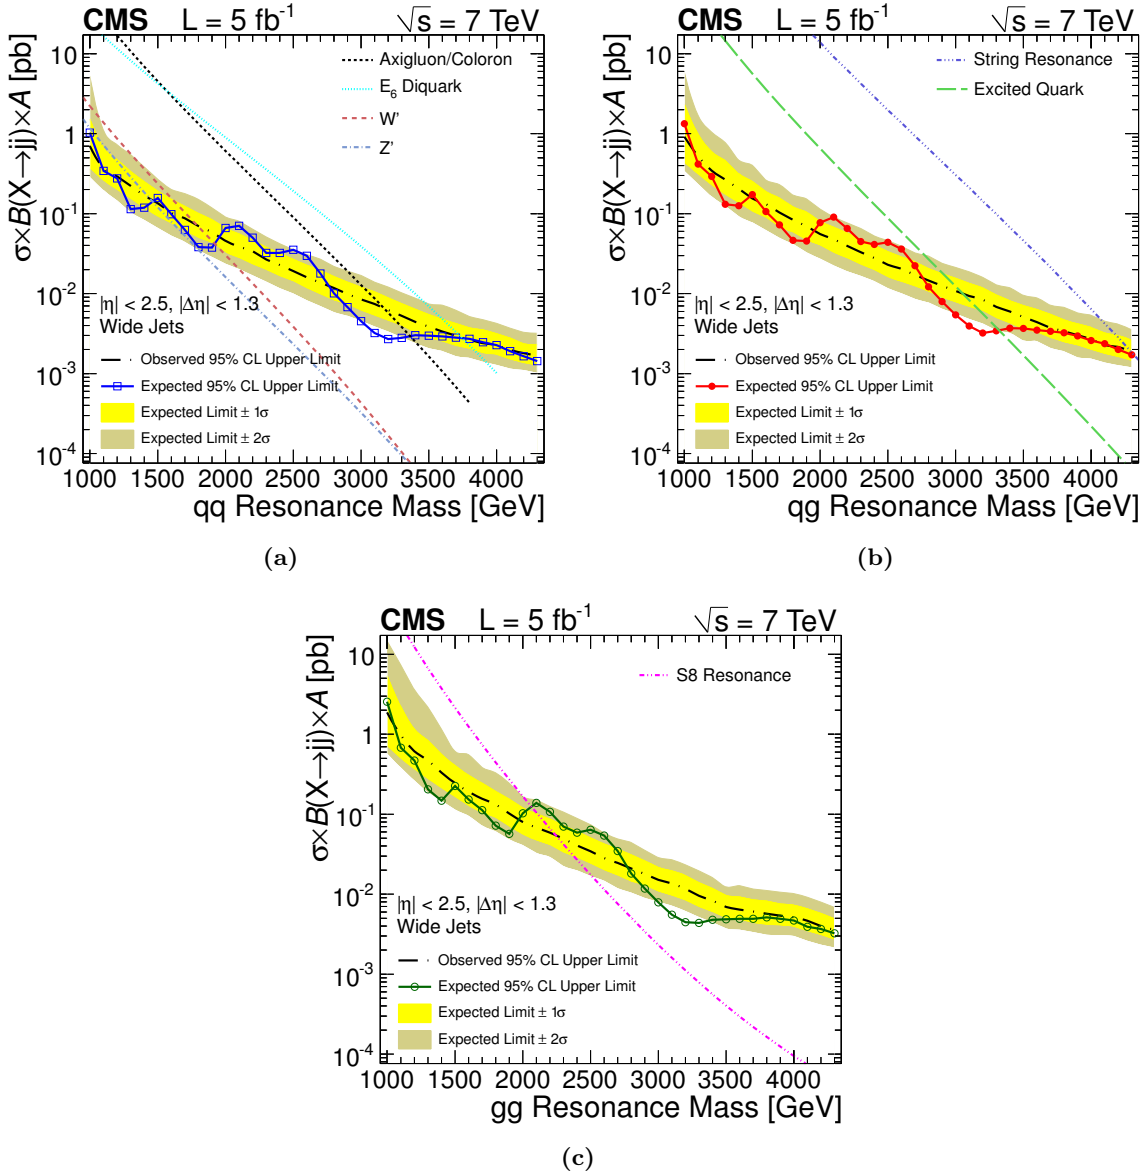 CMS L = 5 fb⁻¹ √s = 7 TeV
σ×B(X→jj)×A [pb]
10
1
10⁻¹
10⁻²
10⁻³
10⁻⁴
Axigluon/Coloron
E₆ Diquark
W'
Z'
|η| < 2.5, |Δη| < 1.3
Wide Jets
Observed 95% CL Upper Limit
Expected 95% CL Upper Limit
Expected Limit ± 1σ
Expected Limit ± 2σ
1000 1500 2000 2500 3000 3500 4000
qq Resonance Mass [GeV]
(a)
CMS L = 5 fb⁻¹ √s = 7 TeV
σ×B(X→jj)×A [pb]
10
1
10⁻¹
10⁻²
10⁻³
10⁻⁴
String Resonance
Excited Quark
|η| < 2.5, |Δη| < 1.3
Wide Jets
Observed 95% CL Upper Limit
Expected 95% CL Upper Limit
Expected Limit ± 1σ
Expected Limit ± 2σ
1000 1500 2000 2500 3000 3500 4000
qg Resonance Mass [GeV]
(b)
CMS L = 5 fb⁻¹ √s = 7 TeV
σ×B(X→jj)×A [pb]
10
1
10⁻¹
10⁻²
10⁻³
10⁻⁴
S8 Resonance
|η| < 2.5, |Δη| < 1.3
Wide Jets
Observed 95% CL Upper Limit
Expected 95% CL Upper Limit
Expected Limit ± 1σ
Expected Limit ± 2σ
1000 1500 2000 2500 3000 3500 4000
gg Resonance Mass [GeV]
(c)